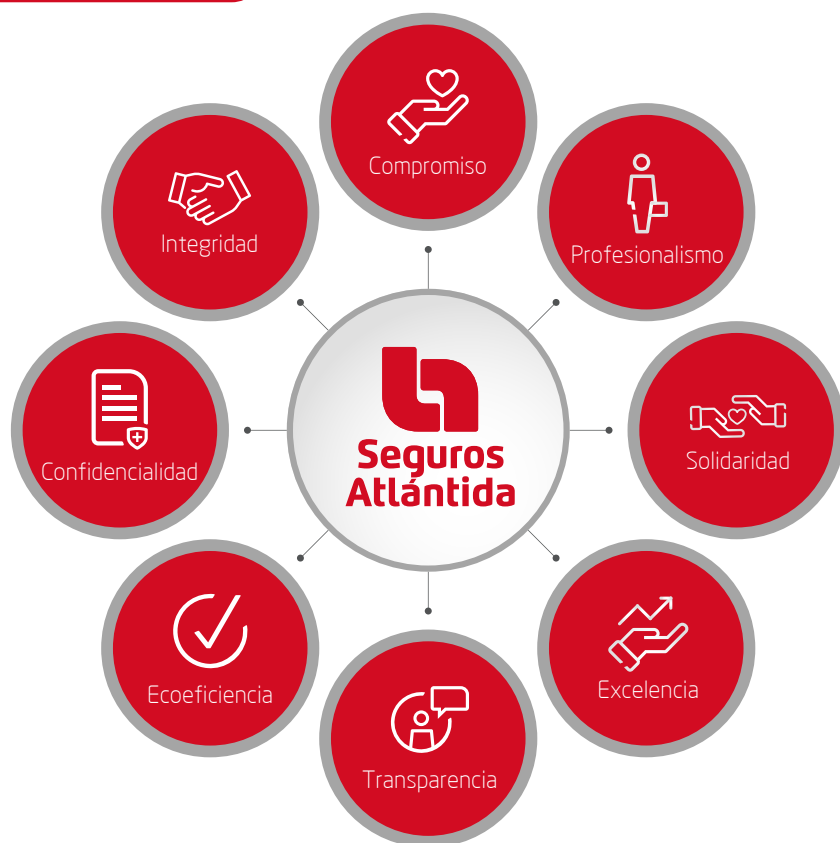 Compromiso
Integridad
Profesionalismo
Seguros
Atlántida
Confidencialidad
Solidaridad
Ecoeficiencia
Excelencia
Transparencia